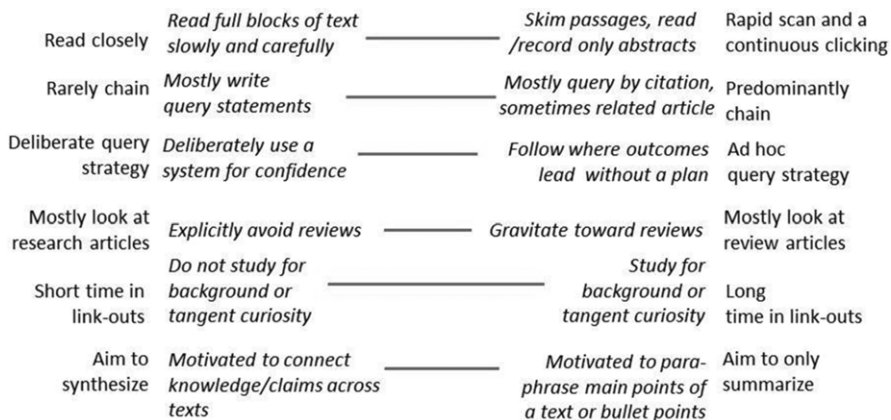 Read closely
Read full blocks of text
slowly and carefully
Skim passages, read
/record only abstracts
Rapid scan and a
continuous clicking
Rarely chain
Mostly write
query statements
Mostly query by citation,
sometimes related article
Predominantly
chain
Deliberate query
strategy
Deliberately use a
system for confidence
Follow where outcomes
lead without a plan
Ad hoc
query strategy
Mostly look at
research articles
Explicitly avoid reviews
Gravitate toward reviews
Mostly look at
review articles
Short time in
link-outs
Do not study for
background or
tangent curiosity
Study for
background or
tangent curiosity
Long
time in link-outs
Aim to
synthesize
Motivated to connect
knowledge/claims across
texts
Motivated to para-
phrase main points of
a text or bullet points
Aim to only
summarize